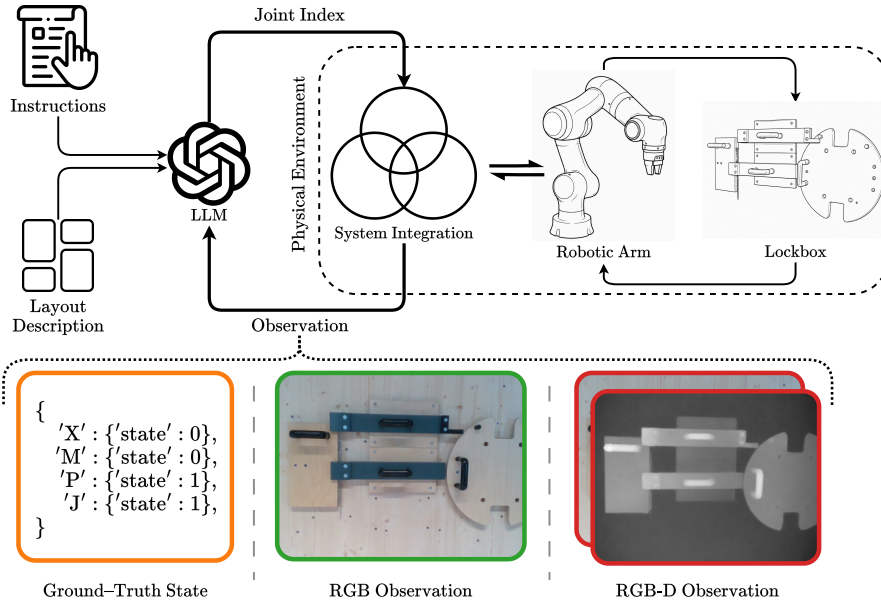 Joint Index
Instructions
LLM
Layout
Description
Physical Environment
System Integration
Robotic Arm
Lockbox
Observation
{
'X' : {'state' : 0},
'M' : {'state' : 0},
'P' : {'state' : 1},
'J' : {'state' : 1},
}
Ground–Truth State
RGB Observation
RGB-D Observation